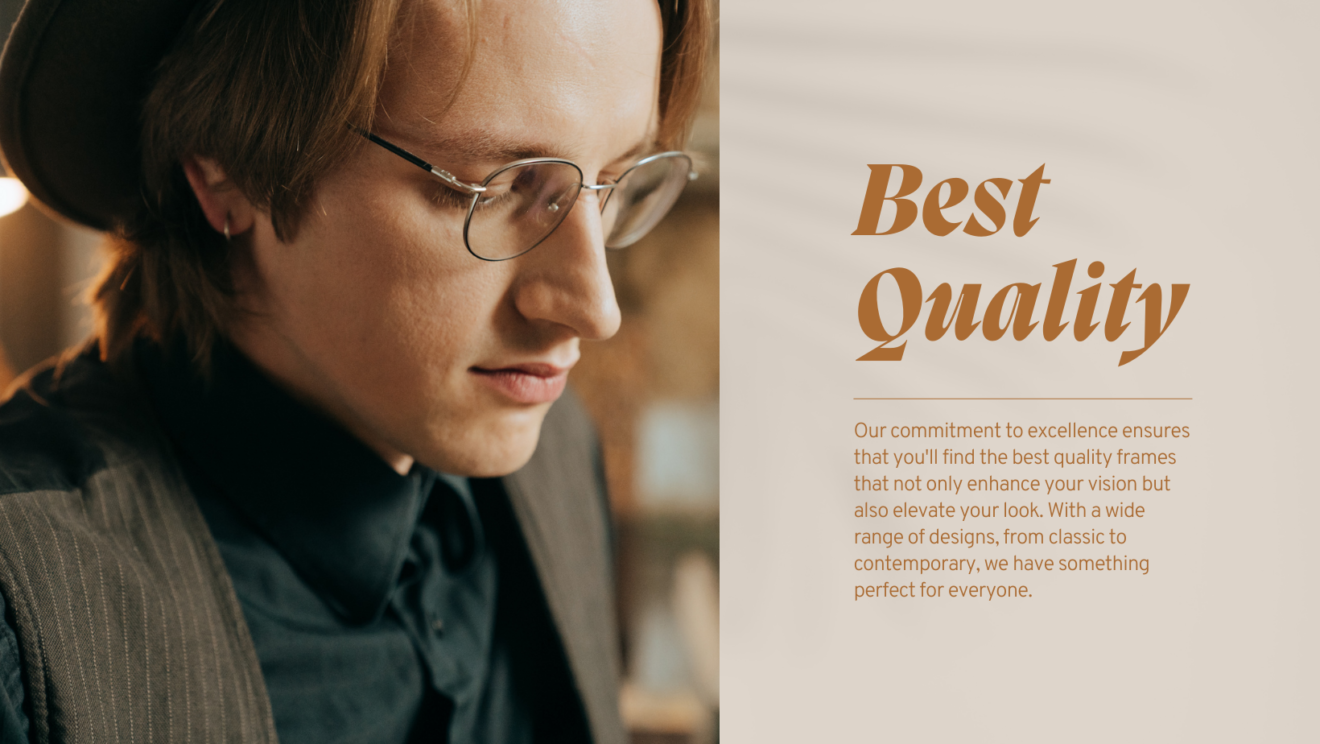 Best
Quality
Our commitment to excellence ensures
that you'll find the best quality frames
that not only enhance your vision but
also elevate your look. With a wide
range of designs, from classic to
contemporary, we have something
perfect for everyone.